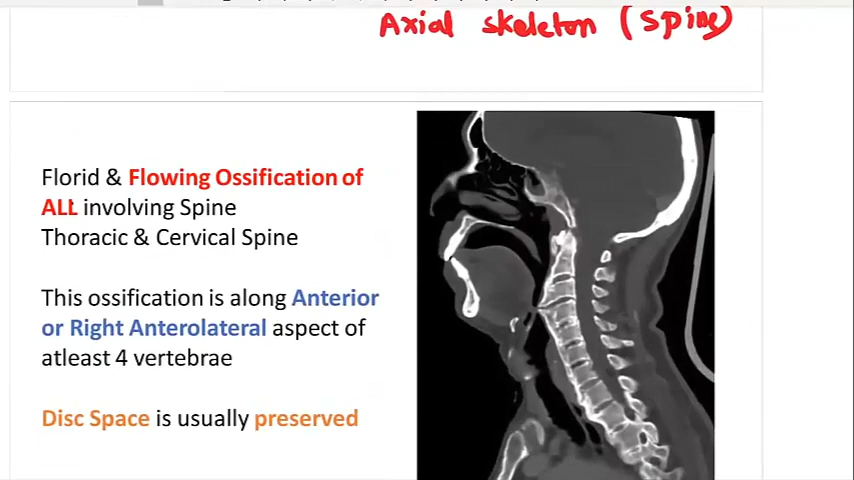 Axial skeleton (Spine)
Florid & Flowing Ossification of
ALL involving Spine
Thoracic & Cervical Spine
This ossification is along Anterior
or Right Anterolateral aspect of
atleast 4 vertebrae
Disc Space is usually preserved